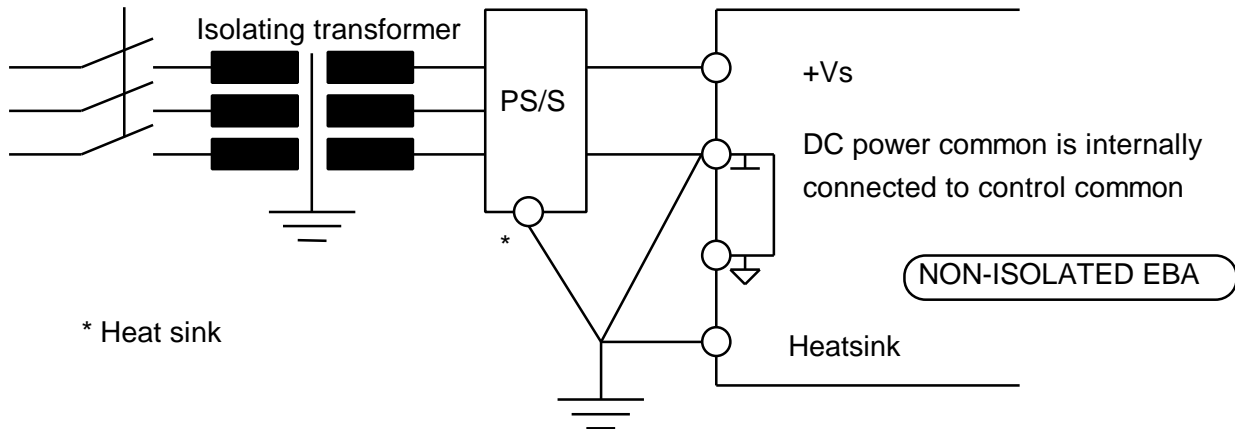 Isolating transformer
PS/S
+Vs
DC power common is internally
connected to control common
*
NON-ISOLATED EBA
* Heat sink
Heatsink